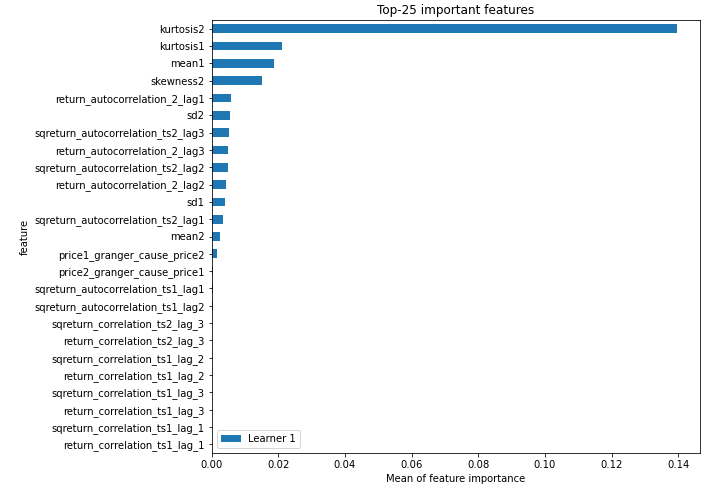 Top-25 important features
kurtosis2
kurtosis1
mean1
skewness2
return_autocorrelation_2_lag1
sd2
sqreturn_autocorrelation_ts2_lag3
return_autocorrelation_2_lag3
sqreturn_autocorrelation_ts2_lag2
return_autocorrelation_2_lag2
sd1
sqreturn_autocorrelation_ts2_lag1
mean2
price1_granger_cause_price2
price2_granger_cause_price1
sqreturn_autocorrelation_ts1_lag1
sqreturn_autocorrelation_ts1_lag2
sqreturn_correlation_ts2_lag_3
return_correlation_ts2_lag_3
sqreturn_correlation_ts1_lag_2
return_correlation_ts1_lag_2
sqreturn_correlation_ts1_lag_3
return_correlation_ts1_lag_3
sqreturn_correlation_ts1_lag_1
return_correlation_ts1_lag_1
feature
Learner 1
0.00 0.02 0.04 0.06 0.08 0.10 0.12 0.14
Mean of feature importance